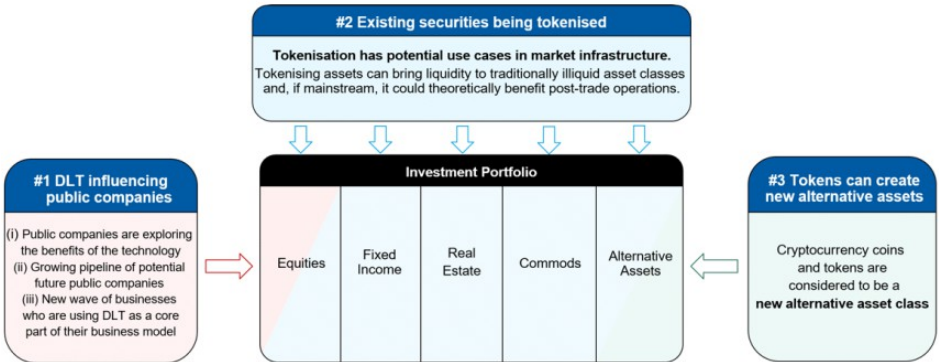 #2 Existing securities being tokenised
Tokenisation has potential use cases in market infrastructure.
Tokenising assets can bring liquidity to traditionally illiquid asset classes
and, if mainstream, it could theoretically benefit post-trade operations.
#1 DLT influencing
public companies
(i) Public companies are exploring
the benefits of the technology
(ii) Growing pipeline of potential
future public companies
(iii) New wave of businesses
who are using DLT as a core
part of their business model
Investment Portfolio
Equities
Fixed
Income
Real
Estate
Commods
Alternative
Assets
#3 Tokens can create
new alternative assets
Cryptocurrency coins
and tokens are
considered to be a
new alternative asset class